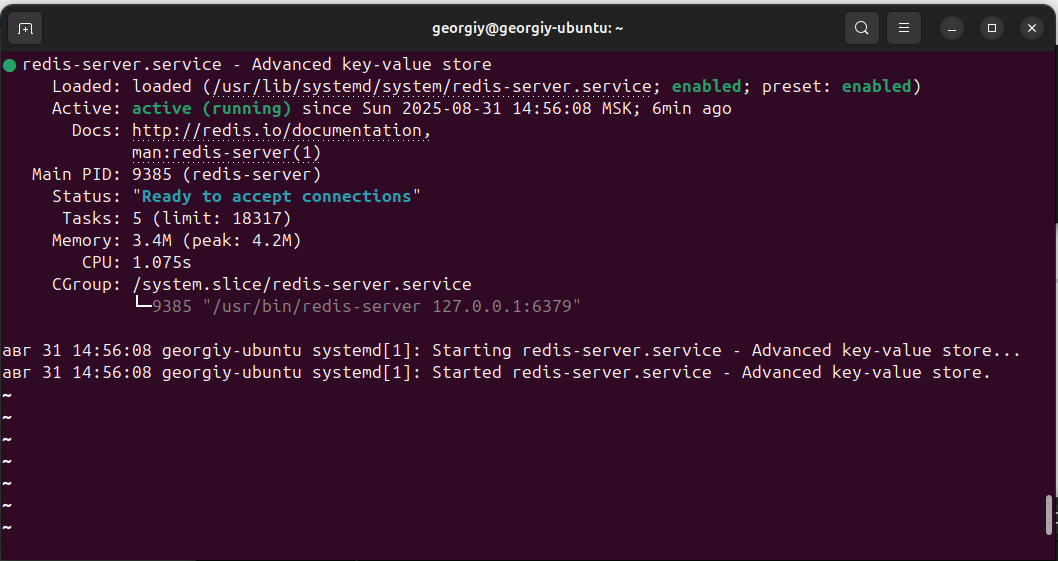 georgiy@georgiy-ubuntu: ~
● redis-server.service - Advanced key-value store
     Loaded: loaded (/usr/lib/systemd/system/redis-server.service; enabled; preset: enabled)
     Active: active (running) since Sun 2025-08-31 14:56:08 MSK; 6min ago
       Docs: http://redis.io/documentation,
             man:redis-server(1)
   Main PID: 9385 (redis-server)
     Status: "Ready to accept connections"
      Tasks: 5 (limit: 18317)
     Memory: 3.4M (peak: 4.2M)
        CPU: 1.075s
     CGroup: /system.slice/redis-server.service
             └─9385 "/usr/bin/redis-server 127.0.0.1:6379"

авг 31 14:56:08 georgiy-ubuntu systemd[1]: Starting redis-server.service - Advanced key-value store...
авг 31 14:56:08 georgiy-ubuntu systemd[1]: Started redis-server.service - Advanced key-value store.
~
~
~
~
~
~
~